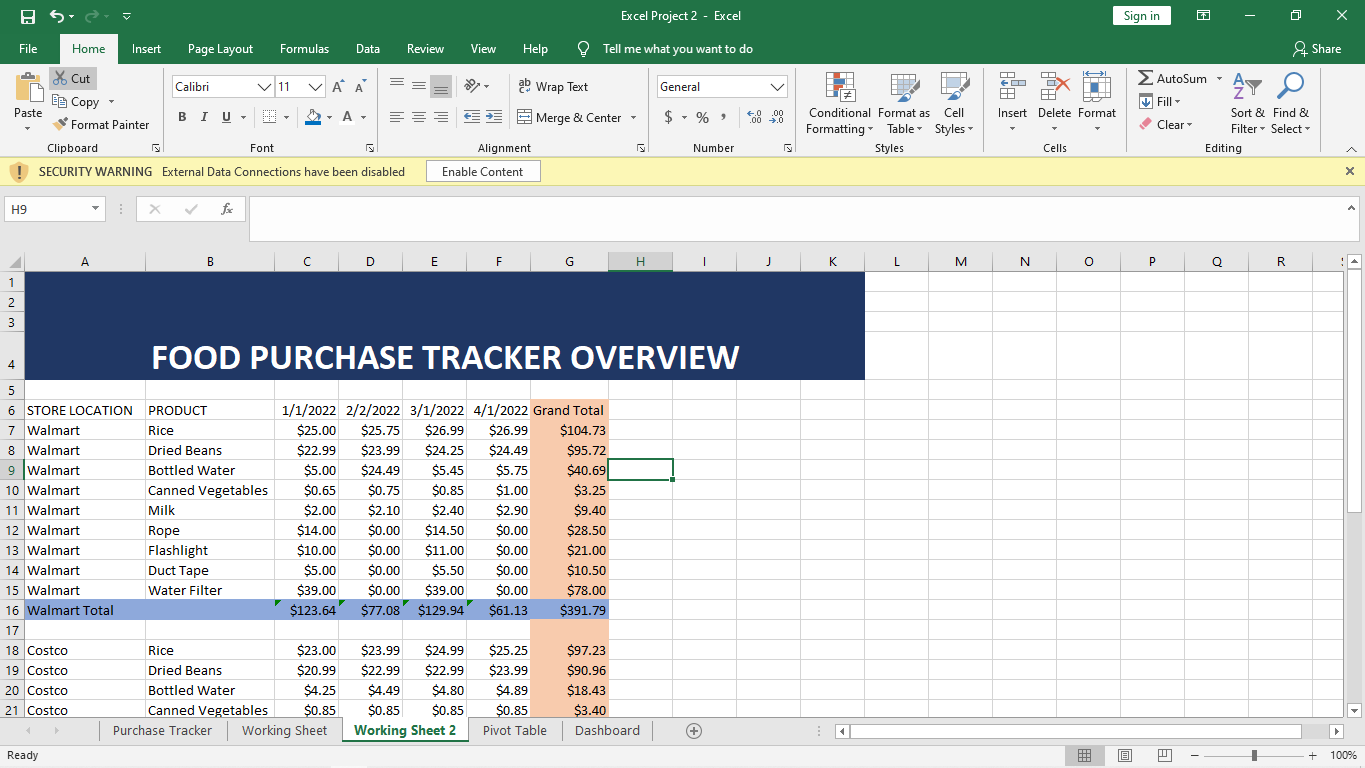 Excel Project 2 - Excel
Sign in
File Home Insert Page Layout Formulas Data Review View Help Tell me what you want to do Share
Paste Cut Copy Format Painter Clipboard
Calibri 11 A A B I U A Font
ab Wrap Text Merge & Center Alignment
General $ % , .00 .00 Number
Conditional Formatting Format as Table Cell Styles Styles
Insert Delete Format Cells
AutoSum Fill Clear Sort & Filter Find & Select Editing
! SECURITY WARNING External Data Connections have been disabled Enable Content
H9 fx
A B C D E F G H I J K L M N O P Q R
1
2
3
4 FOOD PURCHASE TRACKER OVERVIEW
5
6 STORE LOCATION PRODUCT 1/1/2022 2/2/2022 3/1/2022 4/1/2022 Grand Total
7 Walmart Rice $25.00 $25.75 $26.99 $26.99 $104.73
8 Walmart Dried Beans $22.99 $23.99 $24.25 $24.49 $95.72
9 Walmart Bottled Water $5.00 $24.49 $5.45 $5.75 $40.69
10 Walmart Canned Vegetables $0.65 $0.75 $0.85 $1.00 $3.25
11 Walmart Milk $2.00 $2.10 $2.40 $2.90 $9.40
12 Walmart Rope $14.00 $0.00 $14.50 $0.00 $28.50
13 Walmart Flashlight $10.00 $0.00 $11.00 $0.00 $21.00
14 Walmart Duct Tape $5.00 $0.00 $5.50 $0.00 $10.50
15 Walmart Water Filter $39.00 $0.00 $39.00 $0.00 $78.00
16 Walmart Total $123.64 $77.08 $129.94 $61.13 $391.79
17
18 Costco Rice $23.00 $23.99 $24.99 $25.25 $97.23
19 Costco Dried Beans $20.99 $22.99 $22.99 $23.99 $90.96
20 Costco Bottled Water $4.25 $4.49 $4.80 $4.89 $18.43
21 Costco Canned Vegetables $0.85 $0.85 $0.85 $0.85 $3.40
Purchase Tracker Working Sheet Working Sheet 2 Pivot Table Dashboard
Ready 100%